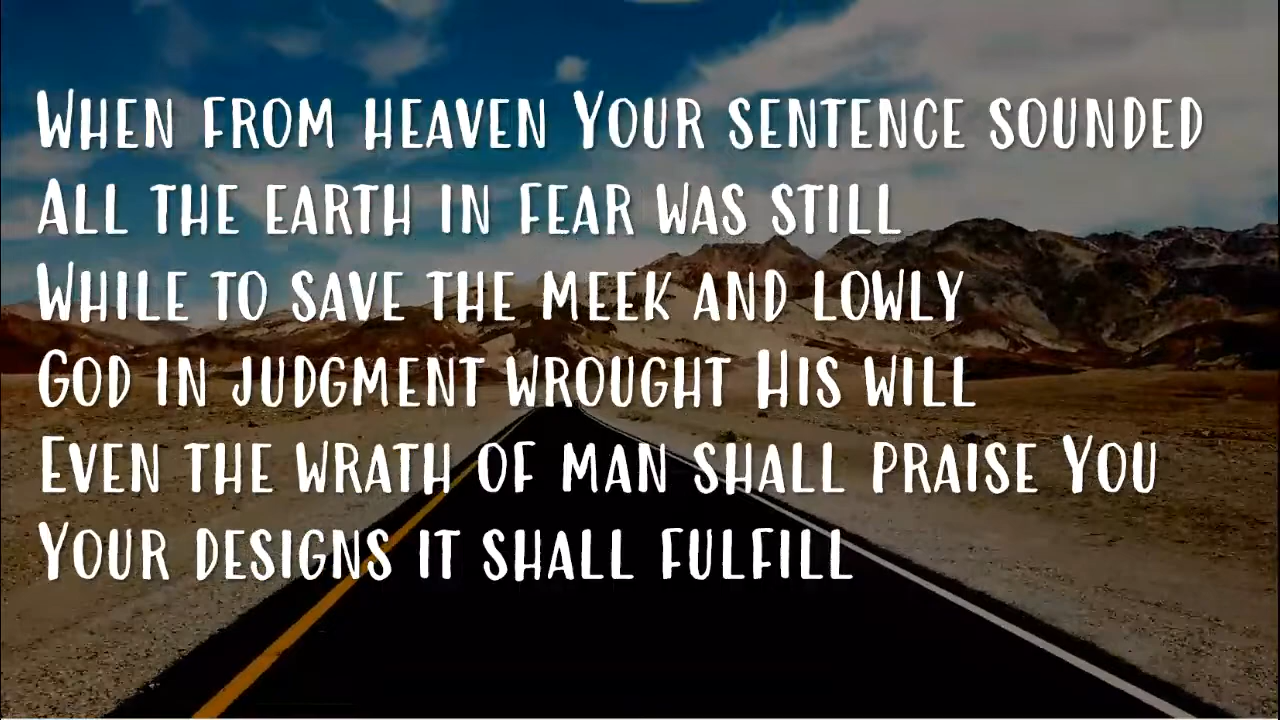 When from heaven Your sentence sounded
All the earth in fear was still
While to save the meek and lowly
God in judgment wrought His will
Even the wrath of man shall praise You
Your designs it shall fulfill